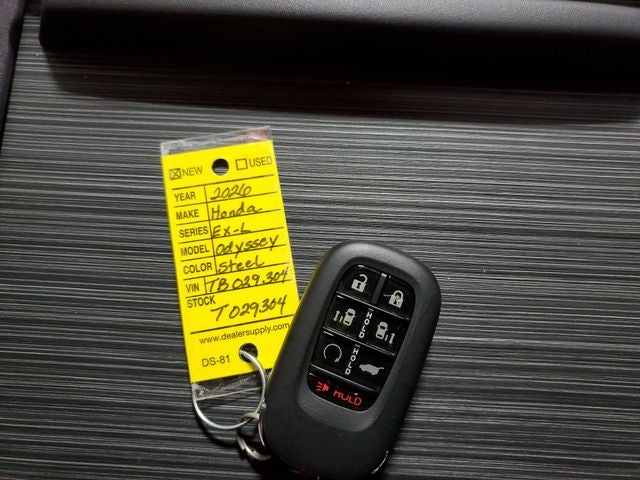 ☒ NEW ☐ USED
YEAR 2026
MAKE Honda
SERIES EX-L
MODEL Odyssey
COLOR Steel
VIN TB029304
STOCK
T029304
www.dealersupply.com
DS-81
HOLD
HOLD
HOLD